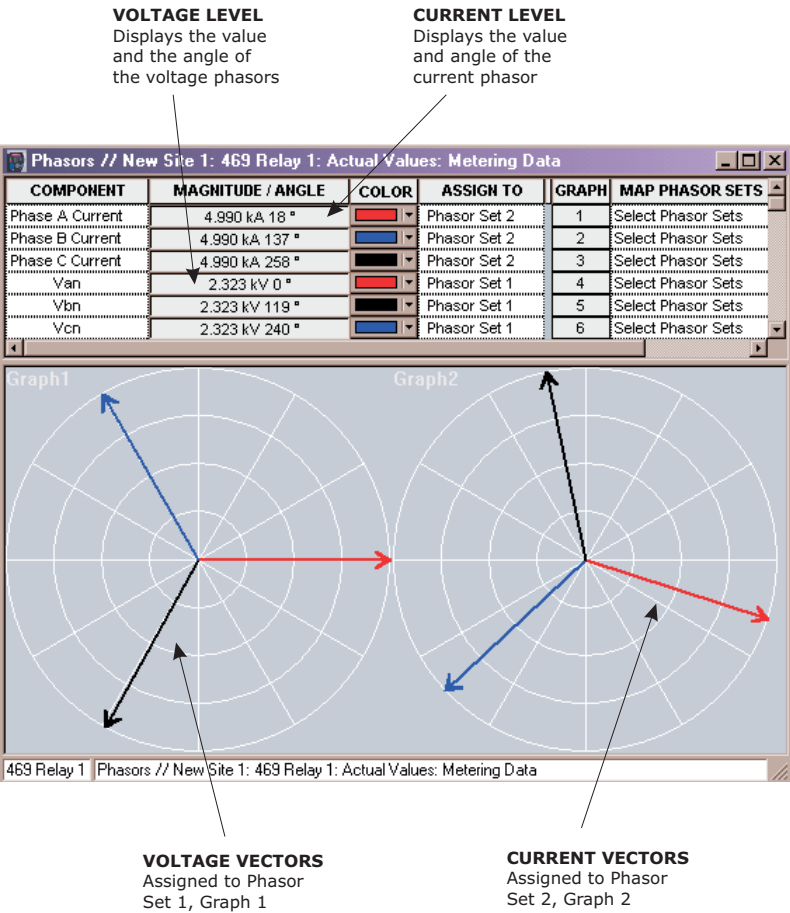 VOLTAGE LEVEL
Displays the value
and the angle of
the voltage phasors
CURRENT LEVEL
Displays the value
and angle of the
current phasor
Phasors // New Site 1: 469 Relay 1: Actual Values: Metering Data
COMPONENT MAGNITUDE / ANGLE COLOR ASSIGN TO GRAPH MAP PHASOR SETS
Phase A Current 4.990 kA 18 ° Phasor Set 2 1 Select Phasor Sets
Phase B Current 4.990 kA 137 ° Phasor Set 2 2 Select Phasor Sets
Phase C Current 4.990 kA 258 ° Phasor Set 2 3 Select Phasor Sets
Van 2.323 kV 0 ° Phasor Set 1 4 Select Phasor Sets
Vbn 2.323 kV 119 ° Phasor Set 1 5 Select Phasor Sets
Vcn 2.323 kV 240 ° Phasor Set 1 6 Select Phasor Sets
Graph1 Graph2
469 Relay 1 Phasors // New Site 1: 469 Relay 1: Actual Values: Metering Data
VOLTAGE VECTORS
Assigned to Phasor
Set 1, Graph 1
CURRENT VECTORS
Assigned to Phasor
Set 2, Graph 2